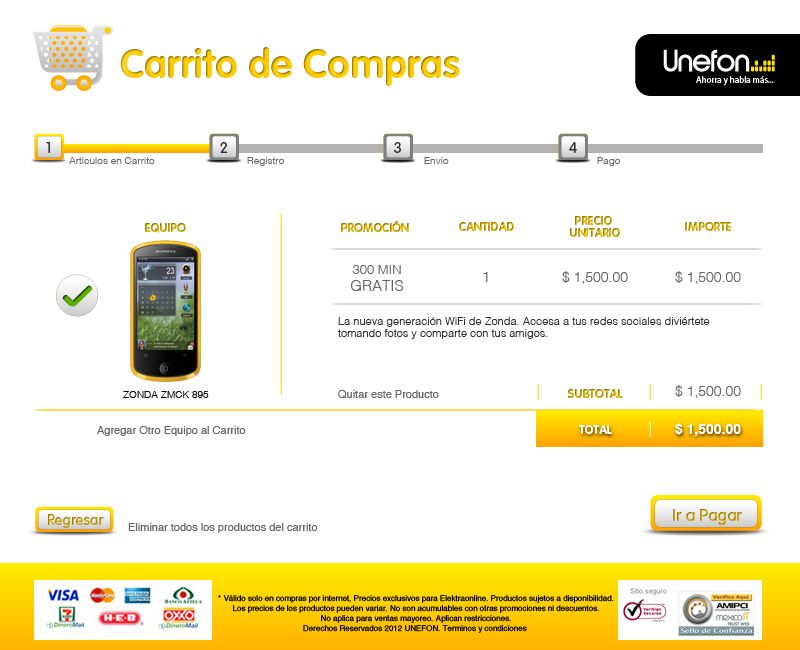 Carrito de Compras
Unefon
Ahorra y habla más...
1
Artículos en Carrito
2
Registro
3
Envío
4
Pago
EQUIPO
PROMOCIÓN
CANTIDAD
PRECIO
UNITARIO
IMPORTE
ZONDA
23
300 MIN
GRATIS
1
$ 1,500.00
$ 1,500.00
La nueva generación WiFi de Zonda. Accesa a tus redes sociales diviértete
tomando fotos y comparte con tus amigos.
ZONDA ZMCK 895
Quitar este Producto
SUBTOTAL
$ 1,500.00
Agregar Otro Equipo al Carrito
TOTAL
$ 1,500.00
Regresar
Eliminar todos los productos del carrito
Ir a Pagar
VISA
MasterCard
BANCO AZTECA
DineroMail
H-E-B
OXXO
DineroMail
* Válido solo en compras por internet, Precios exclusivos para Elektraonline. Productos sujetos a disponibilidad.
Los precios de los productos pueden variar. No son acumulables con otras promociones ni descuentos.
No aplica para ventas mayoreo. Aplican restricciones.
Derechos Reservados 2012 UNEFON. Terminos y condiciones
Sitio seguro
VeriSign
Secured
Verifica Aquí
AMIPCI
mexicoIT
TRUST WEB
Sello de Confianza